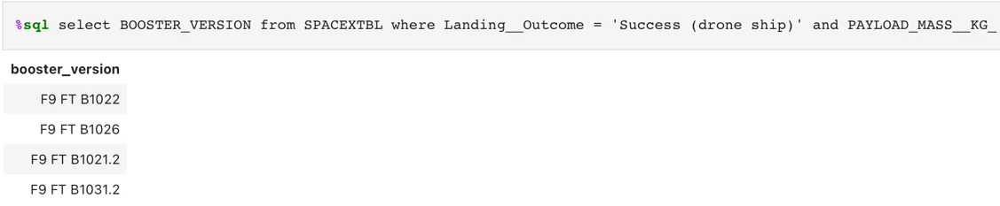 %sql select BOOSTER_VERSION from SPACEXTBL where Landing__Outcome = 'Success (drone ship)' and PAYLOAD_MASS__KG_
booster_version
F9 FT B1022
F9 FT B1026
F9 FT B1021.2
F9 FT B1031.2